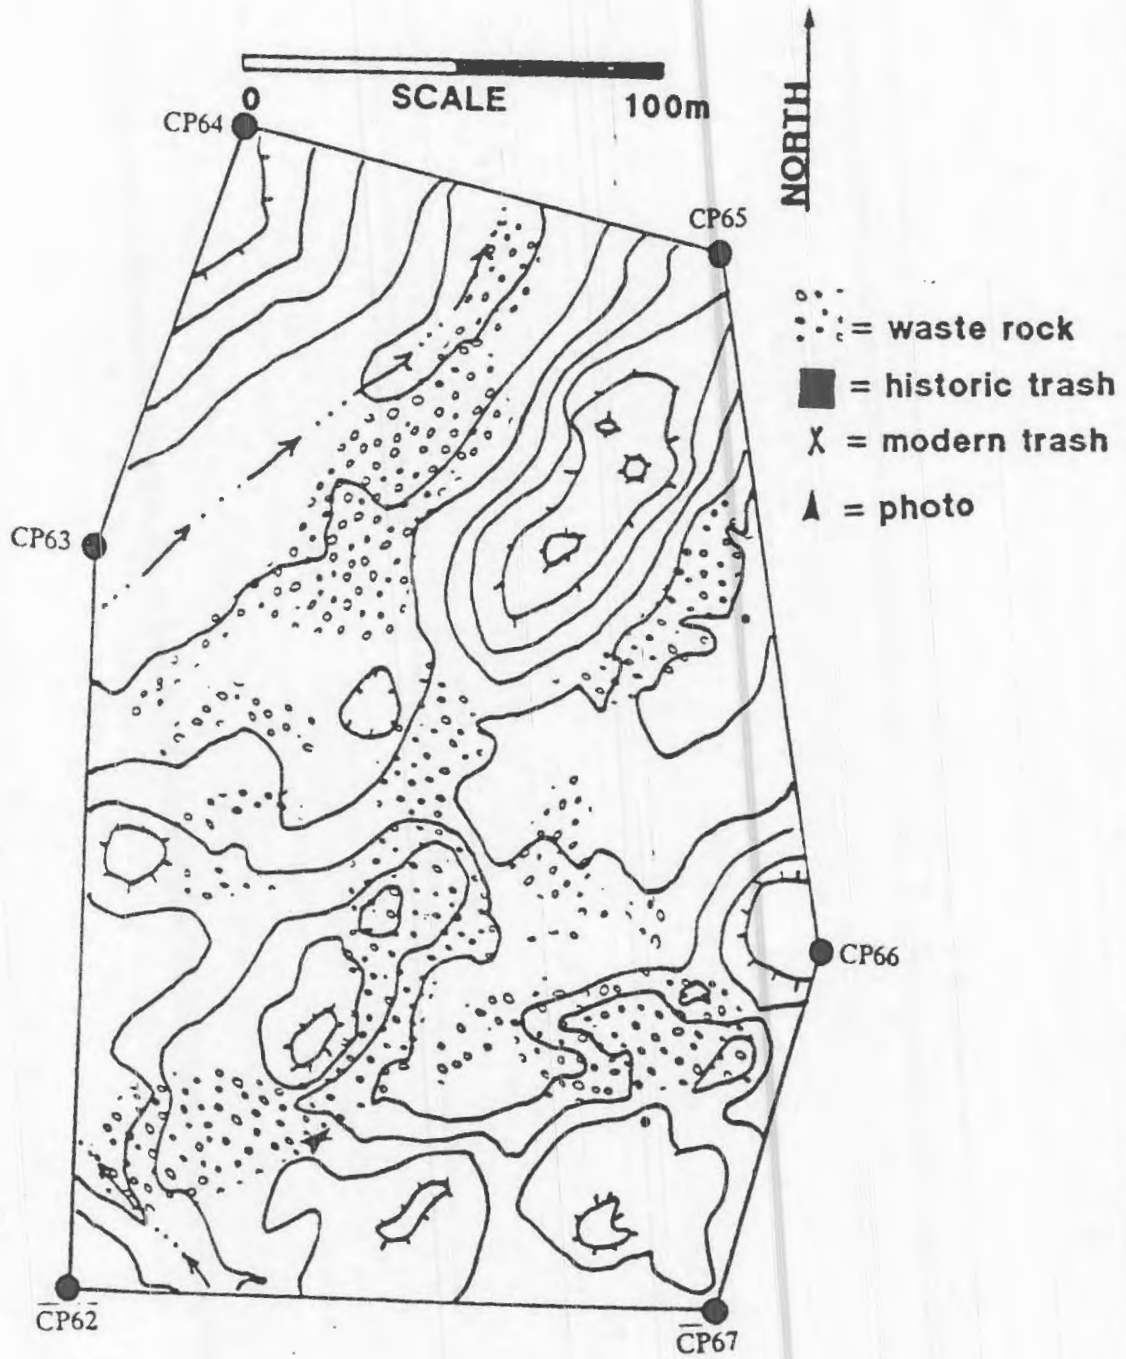 0 SCALE 100m
NORTH
CP64
CP65
= waste rock
= historic trash
= modern trash
= photo
CP63
CP66
CP62
CP67